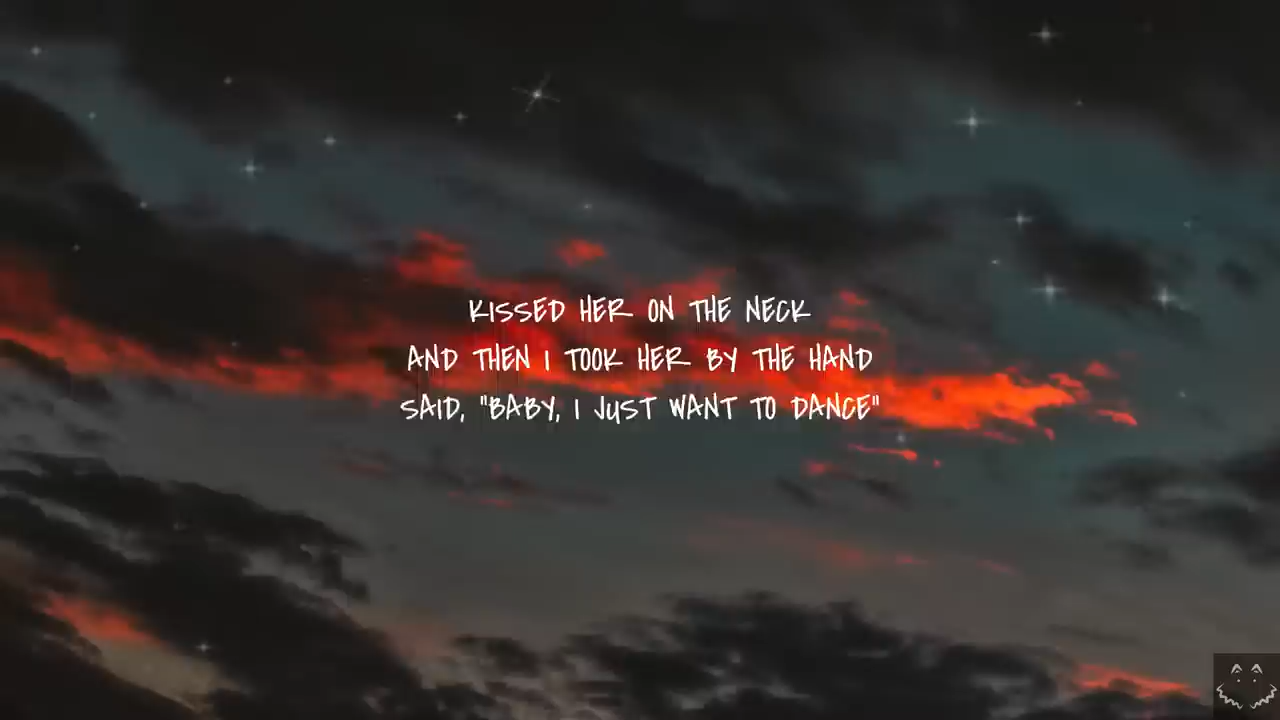 KISSED HER ON THE NECK
AND THEN I TOOK HER BY THE HAND
SAID, "BABY, I JUST WANT TO DANCE"